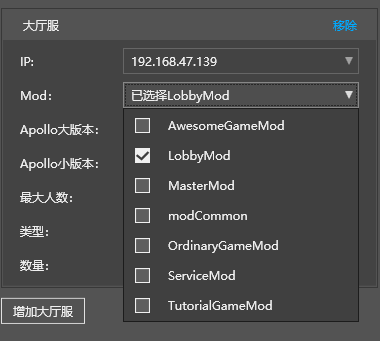 大厅服 移除
IP: 192.168.47.139
Mod: 已选择LobbyMod
AwesomeGameMod
Apollo大版本:
LobbyMod
Apollo小版本:
MasterMod
最大人数:
modCommon
类型:
OrdinaryGameMod
数量:
ServiceMod
增加大厅服 TutorialGameMod